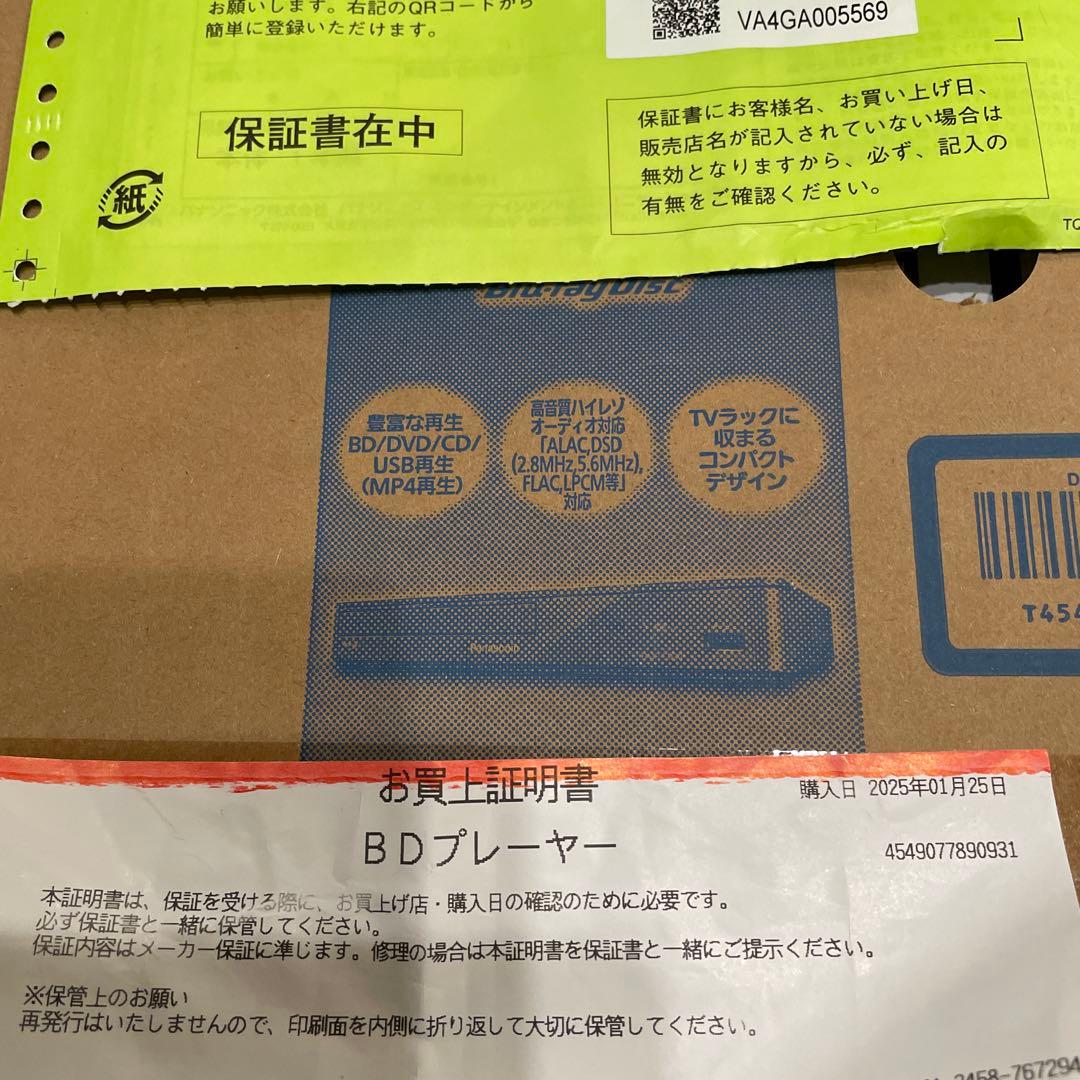 お願いします。右記のQRコードから
簡単に登録いただけます。
VA4GA005569
保証書在中
紙
保証書にお客様名、お買い上げ日、
販売店名が記入されていない場合は
無効となりますから、必ず、記入の
有無をご確認ください。
TQ
Blu-ray Disc
豊富な再生
BD/DVD/CD/
USB再生
(MP4再生)
高音質ハイレゾ
オーディオ対応
「ALAC,DSD
(2.8MHz,5.6MHz),
FLAC,LPCM等」
対応
TVラックに
収まる
コンパクト
デザイン
D
T454
Panasonic
お買上証明書
購入日 2025年01月25日
BDプレーヤー
4549077890931
本証明書は、保証を受ける際に、お買上げ店・購入日の確認のために必要です。
必ず保証書と一緒に保管してください。
保証内容はメーカー保証に準じます。修理の場合は本証明書を保証書と一緒にご提示ください。
※保管上のお願い
再発行はいたしませんので、印刷面を内側に折り返して大切に保管してください。
3458-767294